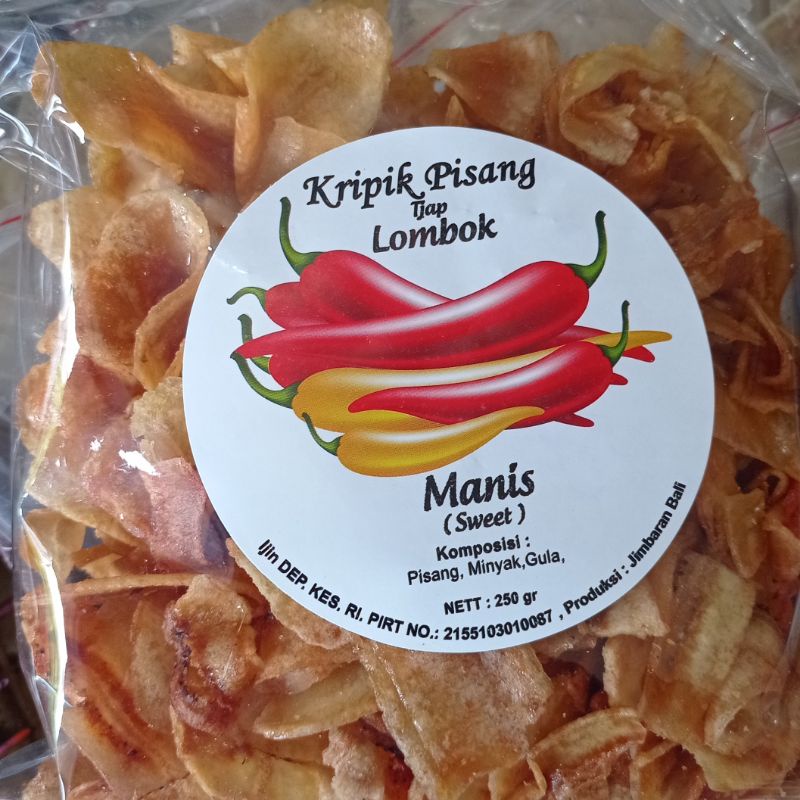 Kripik Pisang
Tjap
Lombok
Manis
( Sweet )
Komposisi :
Pisang, Minyak,Gula,
NETT : 250 gr
Ijin DEP. KES. RI. PIRT NO.: 2155103010087 , Produksi : Jimbaran Bali